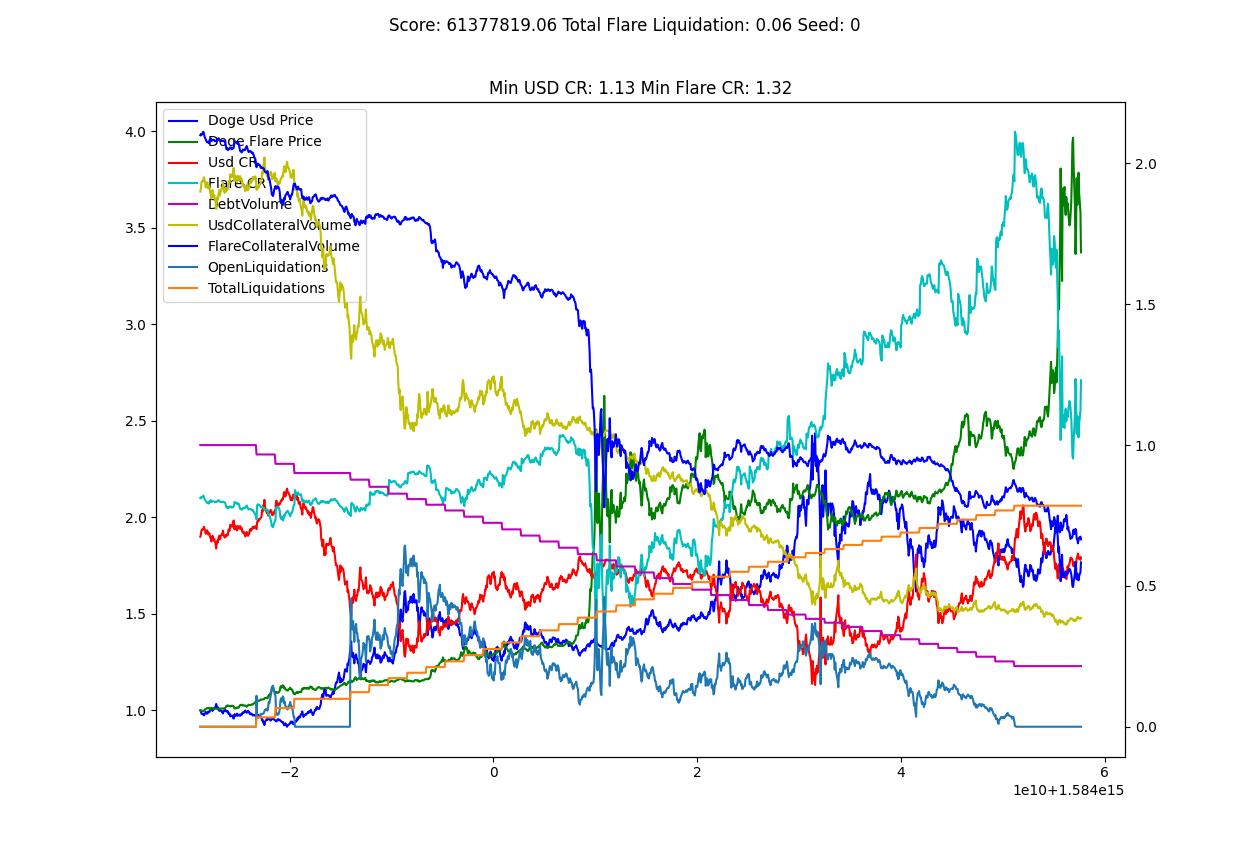 Score: 61377819.06 Total Flare Liquidation: 0.06 Seed: 0
Min USD CR: 1.13 Min Flare CR: 1.32
Doge Usd Price
Doge Flare Price
Usd CR
Flare CR
DebtVolume
UsdCollateralVolume
FlareCollateralVolume
OpenLiquidations
TotalLiquidations
4.0
3.5
3.0
2.5
2.0
1.5
1.0
2.0
1.5
1.0
0.5
0.0
−2
0
2
4
6
1e10+1.584e15